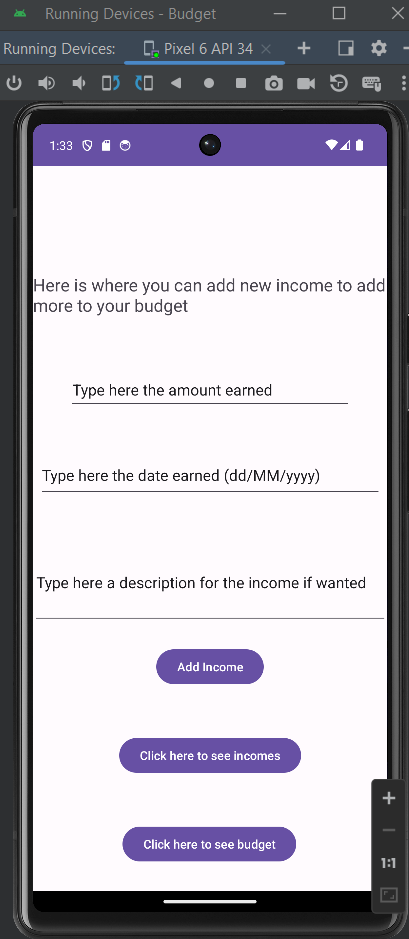 Running Devices - Budget
Running Devices: Pixel 6 API 34
1:33
Here is where you can add new income to add
more to your budget
Type here the amount earned
Type here the date earned (dd/MM/yyyy)
Type here a description for the income if wanted
Add Income
Click here to see incomes
Click here to see budget
1:1